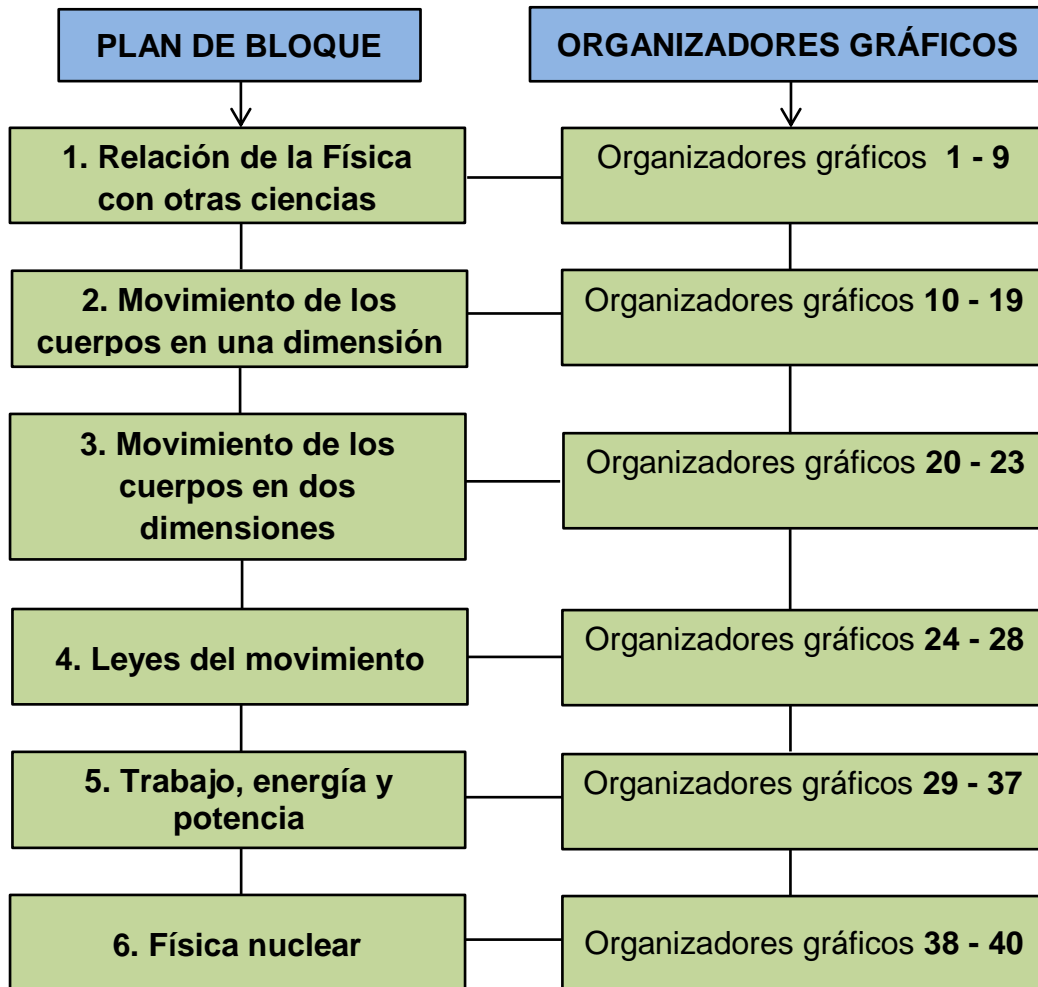 PLAN DE BLOQUE
ORGANIZADORES GRÁFICOS
1. Relación de la Física
con otras ciencias
Organizadores gráficos 1 - 9
2. Movimiento de los
cuerpos en una dimensión
Organizadores gráficos 10 - 19
3. Movimiento de los
cuerpos en dos
dimensiones
Organizadores gráficos 20 - 23
4. Leyes del movimiento
Organizadores gráficos 24 - 28
5. Trabajo, energía y
potencia
Organizadores gráficos 29 - 37
6. Física nuclear
Organizadores gráficos 38 - 40